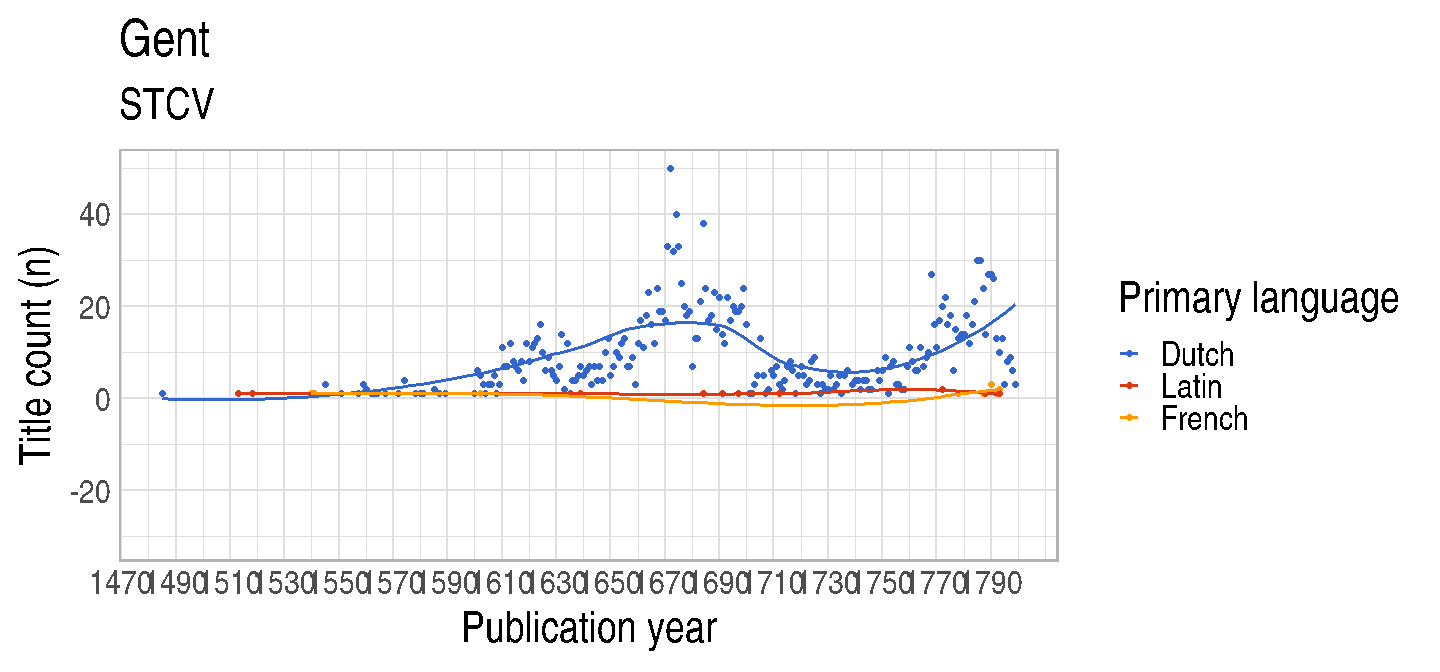 Gent
STCV
Title count (n)
40
20
0
-20
1470 1490 1510 1530 1550 1570 1590 1610 1630 1650 1670 1690 1710 1730 1750 1770 1790
Publication year
Primary language
Dutch
Latin
French